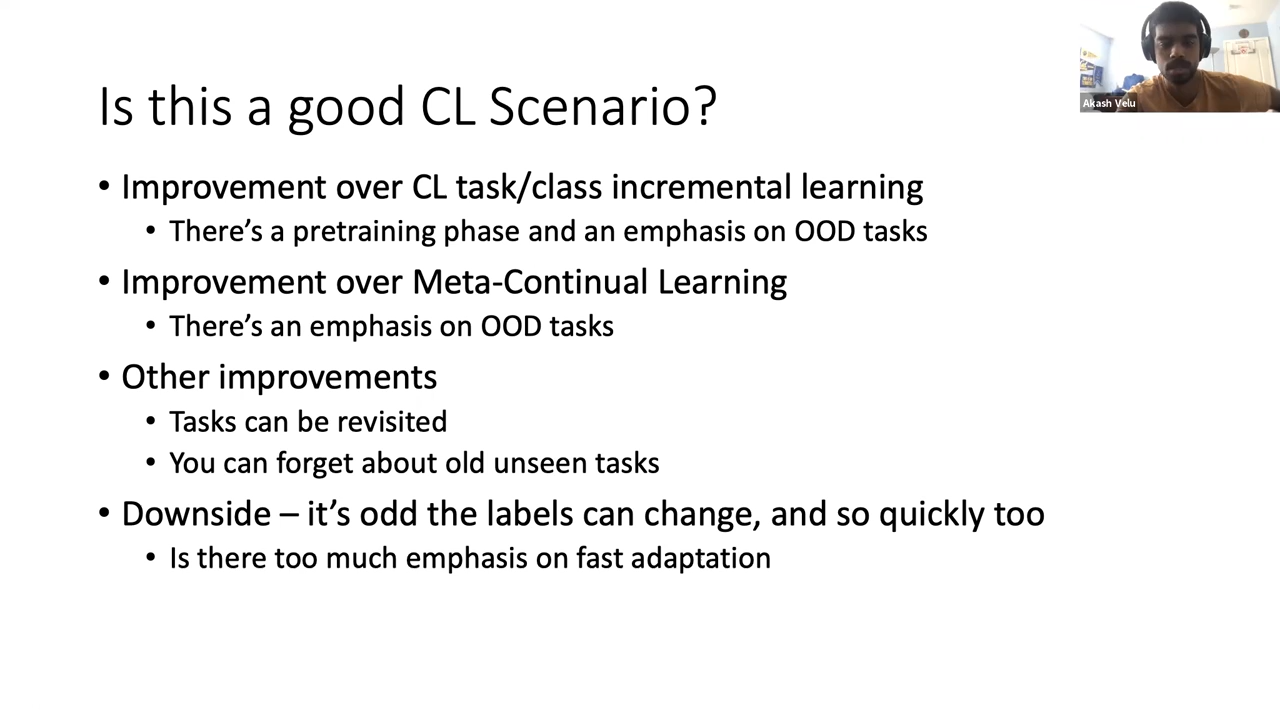 Is this a good CL Scenario?
Akash Velu
• Improvement over CL task/class incremental learning
• There's a pretraining phase and an emphasis on OOD tasks
• Improvement over Meta-Continual Learning
• There's an emphasis on OOD tasks
• Other improvements
• Tasks can be revisited
• You can forget about old unseen tasks
• Downside – it's odd the labels can change, and so quickly too
• Is there too much emphasis on fast adaptation